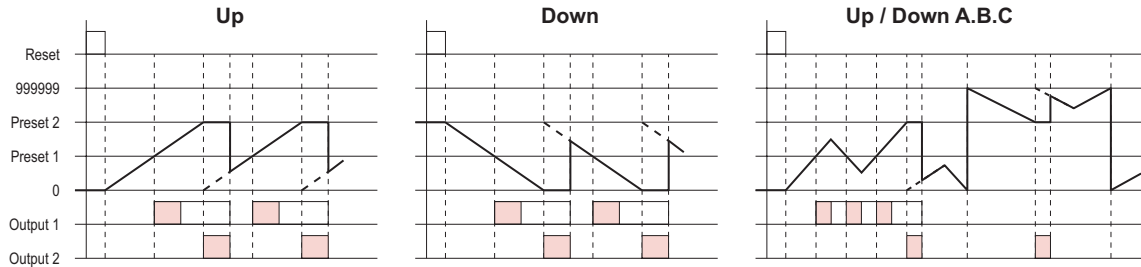 Up
Down
Up / Down A.B.C
Reset
999999
Preset 2
Preset 1
0
Output 1
Output 2